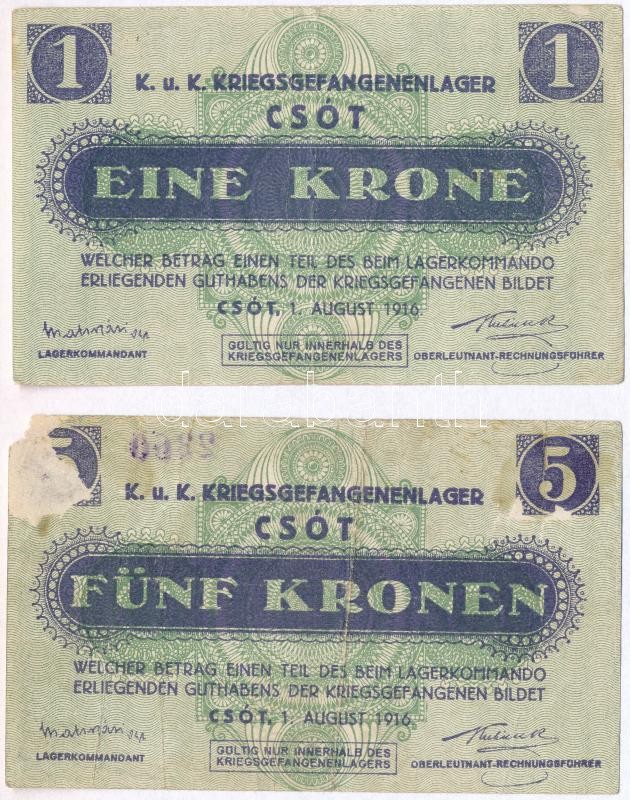 1 1
K. u. K. KRIEGSGEFANGENENLAGER
CSÓT
EINE KRONE
WELCHER BETRAG EINEN TEIL DES BEIM LAGERKOMMANDO
ERLIEGENDEN GUTHABENS DER KRIEGSGEFANGENEN BILDET
CSÓT, 1. AUGUST 1916
LAGERKOMMANDANT
GÜLTIG NUR INNERHALB DES
KRIEGSGEFANGENENLAGERS
OBERLEUTNANT-RECHNUNGSFÜHRER
darabanth
5 5
K. u. K. KRIEGSGEFANGENENLAGER
CSÓT
FÜNF KRONEN
WELCHER BETRAG EINEN TEIL DES BEIM LAGERKOMMANDO
ERLIEGENDEN GUTHABENS DER KRIEGSGEFANGENEN BILDET
CSÓT, 1. AUGUST 1916
LAGERKOMMANDANT
GÜLTIG NUR INNERHALB DES
KRIEGSGEFANGENENLAGERS
OBERLEUTNANT-RECHNUNGSFÜHRER